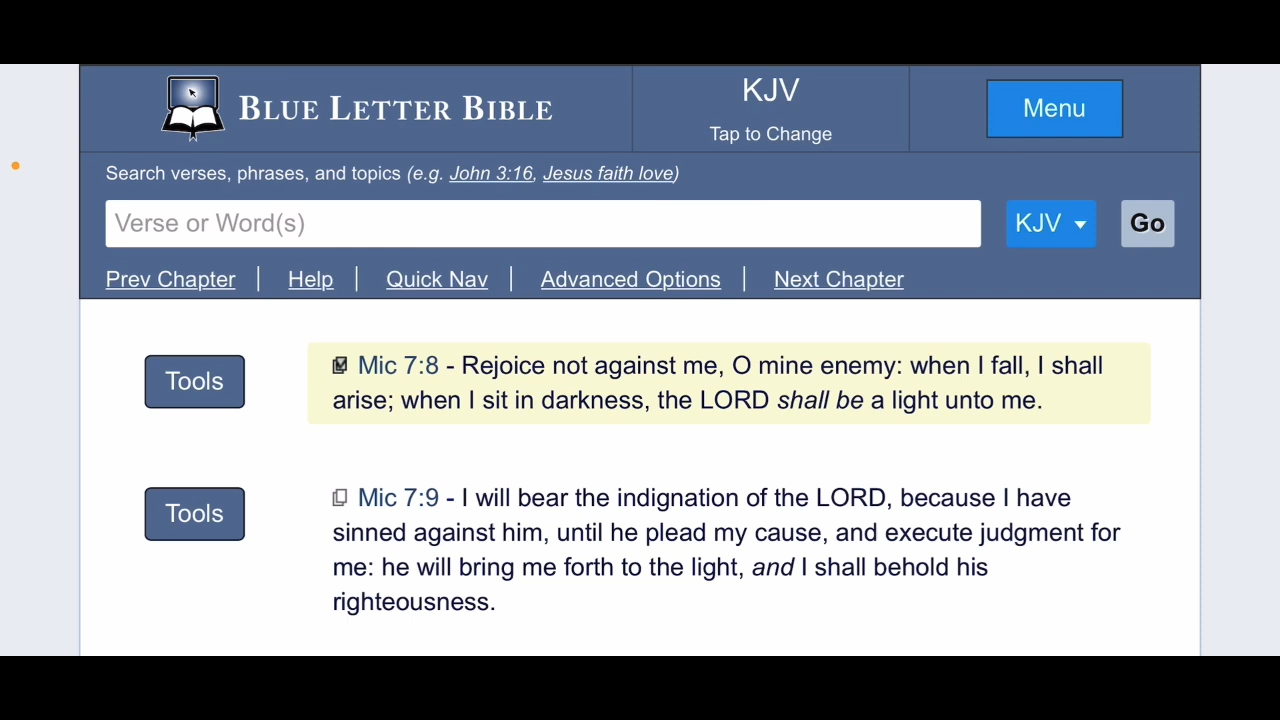 BLUE LETTER BIBLE
KJV
Tap to Change
Menu
Search verses, phrases, and topics (e.g. John 3:16, Jesus faith love)
Verse or Word(s)
KJV
Go
Prev Chapter | Help | Quick Nav | Advanced Options | Next Chapter
Tools
Mic 7:8 - Rejoice not against me, O mine enemy: when I fall, I shall
arise; when I sit in darkness, the LORD shall be a light unto me.
Tools
Mic 7:9 - I will bear the indignation of the LORD, because I have
sinned against him, until he plead my cause, and execute judgment for
me: he will bring me forth to the light, and I shall behold his
righteousness.